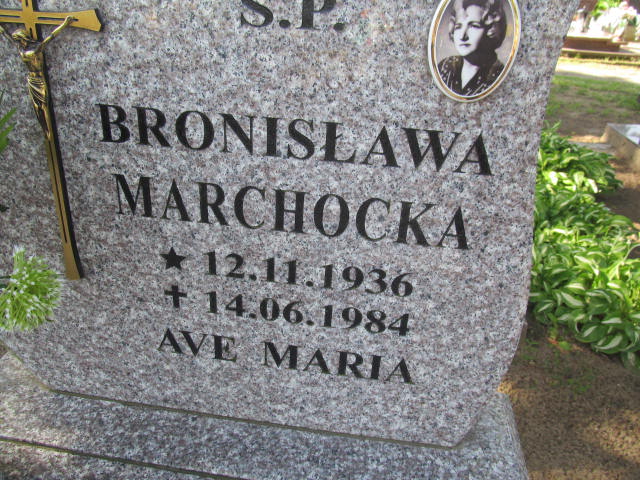 Ś.P.
BRONISŁAWA
MARCHOCKA
★ 12.11.1936
✝ 14.06.1984
AVE MARIA